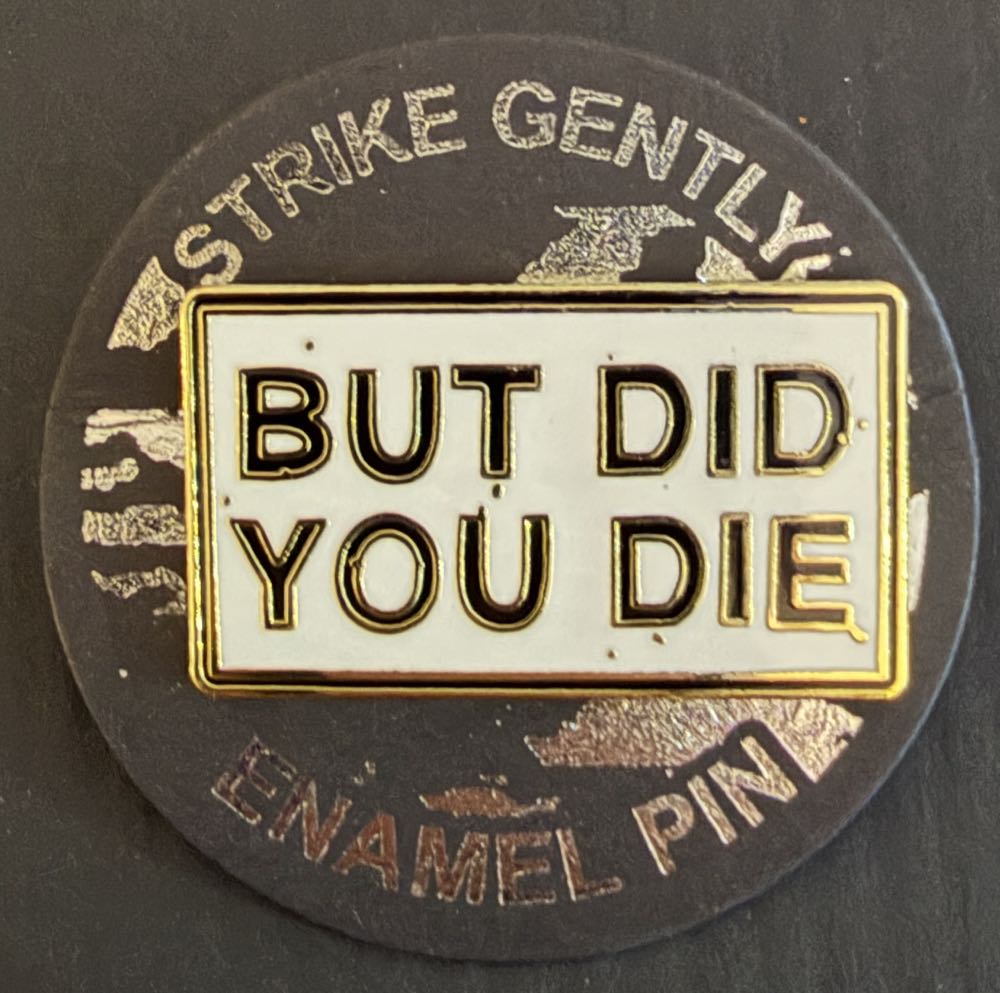 STRIKE GENTLY
BUT DID
YOU DIE
ENAMEL PIN